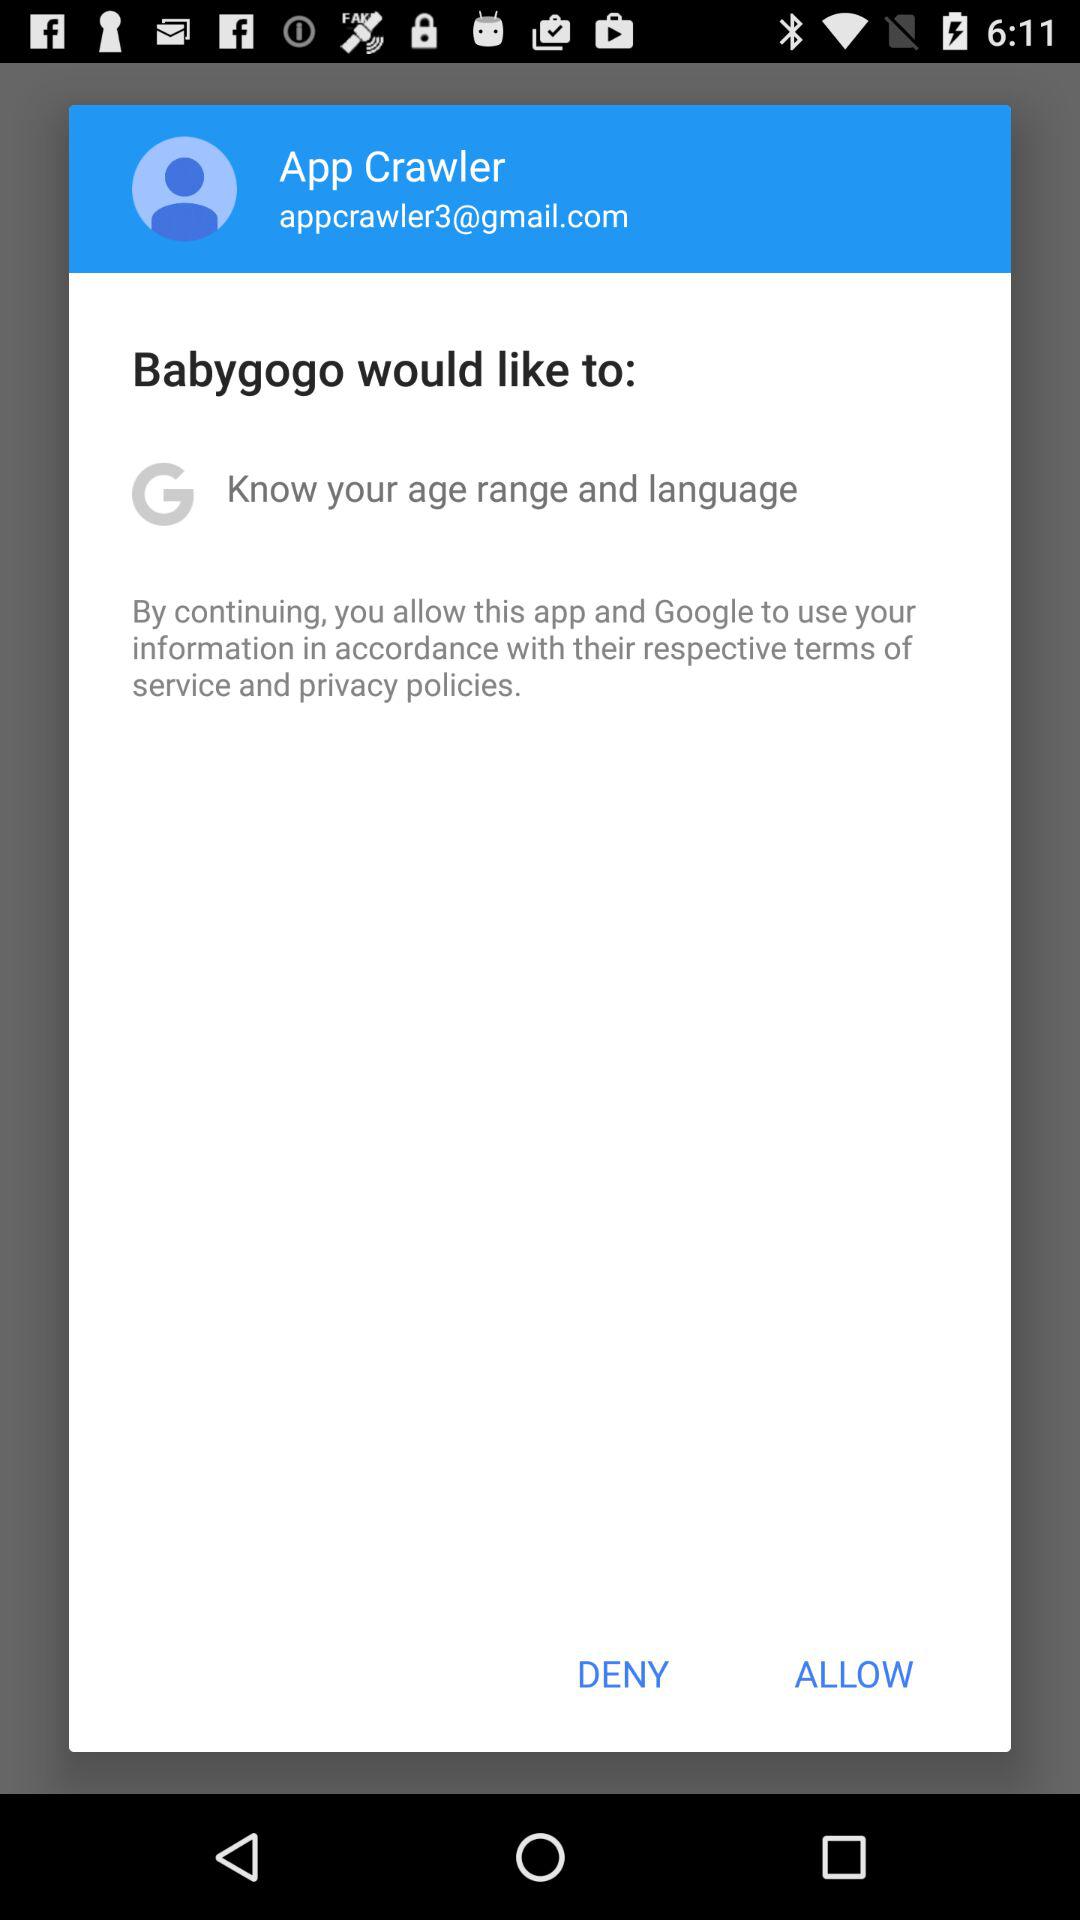 FAKE
6:11
App Crawler
appcrawler3@gmail.com
Babygogo would like to:
G Know your age range and language
By continuing, you allow this app and Google to use your
information in accordance with their respective terms of
service and privacy policies.
DENY ALLOW